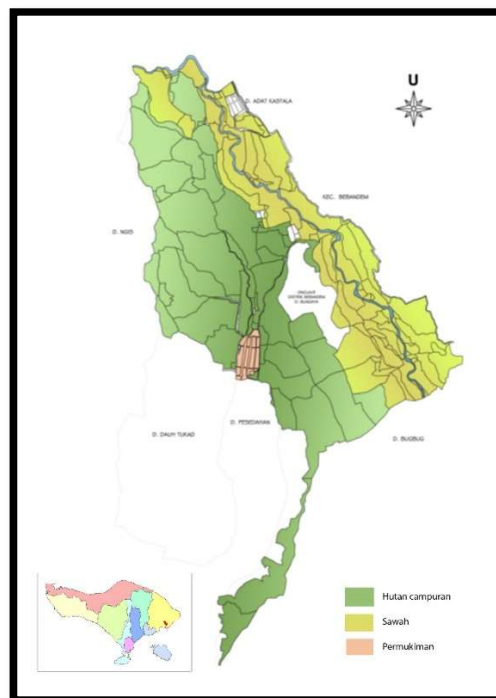 U
D. ADAT KASTALA
KEC. BEBANDEM
D. NGIS
D. BUGBUG
D. PESEDAHAN
D. DAUH TUKAD
Hutan campuran
Sawah
Permukiman